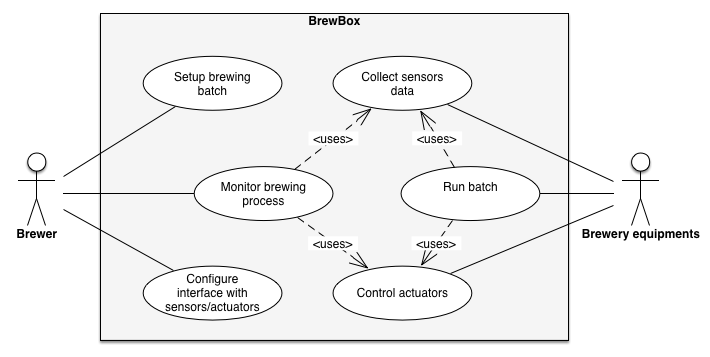 BrewBox
Setup brewing
batch
Collect sensors
data
<uses>
<uses>
Monitor brewing
process
Run batch
Brewer
Brewery equipments
<uses>
<uses>
Configure
interface with
sensors/actuators
Control actuators